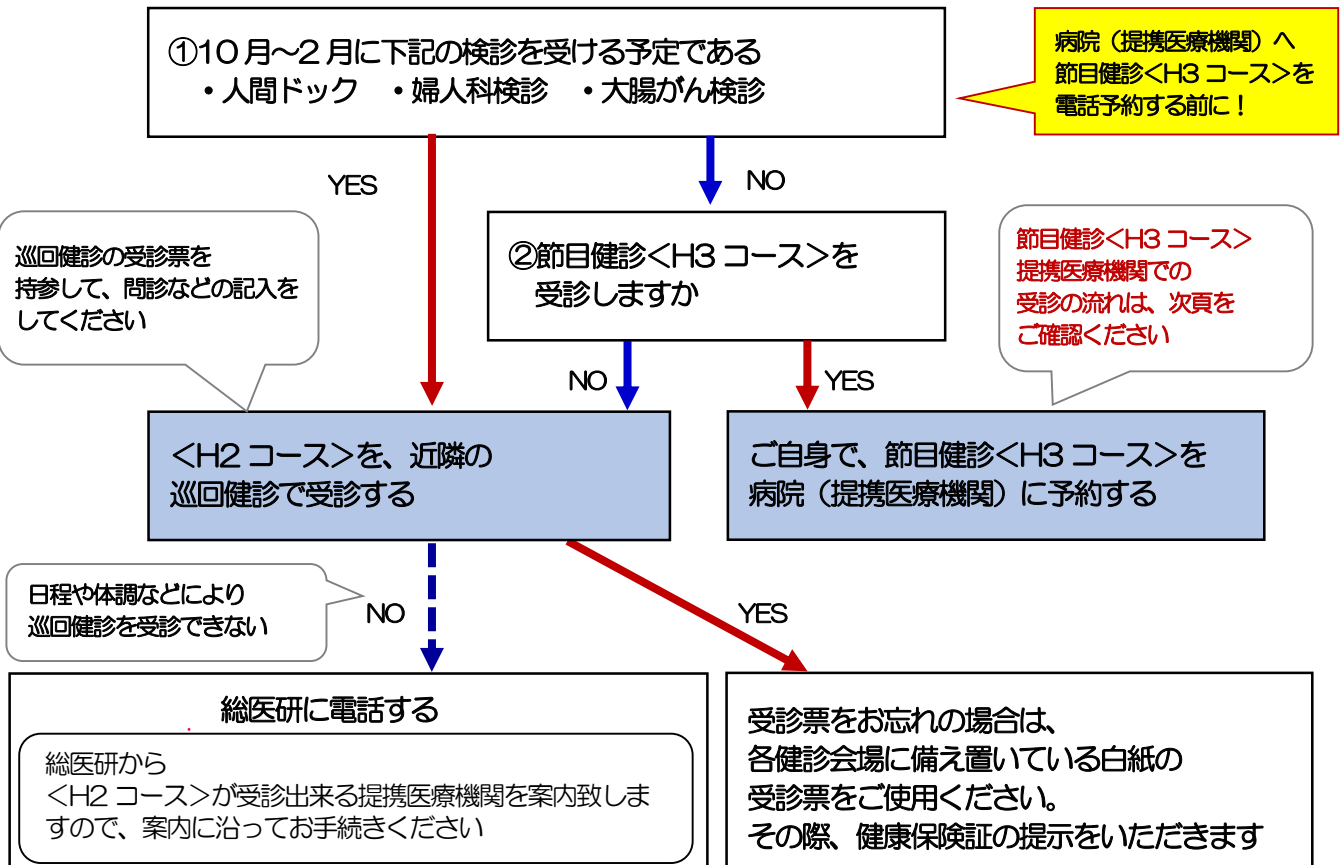 ①10月～2月に下記の検診を受ける予定である
・人間ドック ・婦人科検診 ・大腸がん検診
病院（提携医療機関）へ
節目健診<H3コース>を
電話予約する前に！
YES
NO
巡回健診の受診票を
持参して、問診などの記入を
してください
②節目健診<H3コース>を
受診しますか
節目健診<H3コース>
提携医療機関での
受診の流れは、次頁を
ご確認ください
NO
YES
<H2コース>を、近隣の
巡回健診で受診する
ご自身で、節目健診<H3コース>を
病院（提携医療機関）に予約する
日程や体調などにより
巡回健診を受診できない
NO
YES
総医研に電話する
総医研から
<H2コース>が受診出来る提携医療機関を案内致しま
すので、案内に沿ってお手続きください
受診票をお忘れの場合は、
各健診会場に備え置いている白紙の
受診票をご使用ください。
その際、健康保険証の提示をいただきます